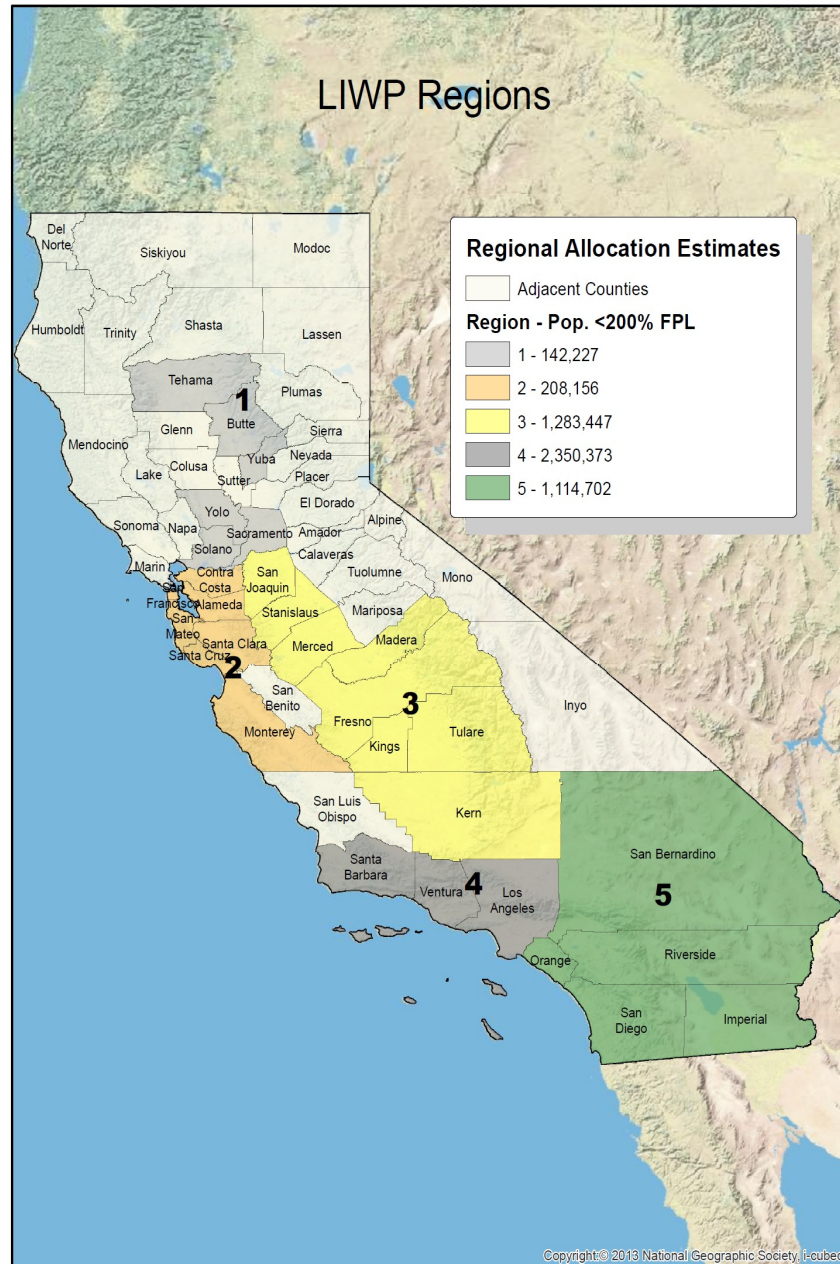 LIWP Regions
Regional Allocation Estimates
Adjacent Counties
Region - Pop. <200% FPL
1 - 142,227
2 - 208,156
3 - 1,283,447
4 - 2,350,373
5 - 1,114,702
Del
Norte
Siskiyou
Modoc
Humboldt
Trinity
Shasta
Lassen
Tehama
1
Plumas
Butte
Glenn
Sierra
Mendocino
Yuba
Nevada
Lake
Colusa
Sutter
Placer
El Dorado
Yolo
Sonoma
Napa
Sacramento
Amador
Alpine
Solano
Calaveras
Marin
Contra
Costa
San
Joaquin
Tuolumne
Mono
San
Francisco
Alameda
Stanislaus
Mariposa
San
Mateo
Santa Clara
Merced
Madera
Santa Cruz
2
San
Benito
3
Inyo
Monterey
Fresno
Tulare
Kings
San Luis
Obispo
Kern
San Bernardino
Santa
Barbara
Ventura
4
Los
Angeles
5
Orange
Riverside
San
Diego
Imperial
Copyright:© 2013 National Geographic Society, i-cubed